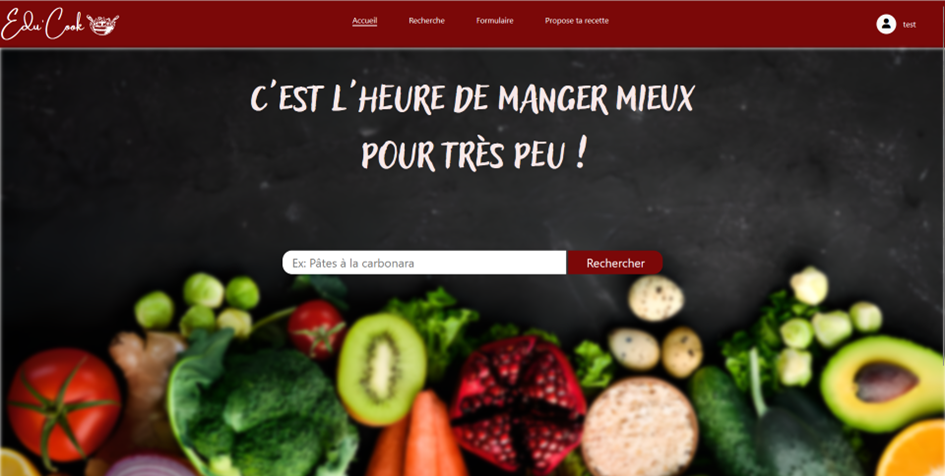 Edu'Cook
Accueil
Recherche
Formulaire
Propose ta recette
test
C'EST L'HEURE DE MANGER MIEUX
POUR TRÈS PEU !
Ex: Pâtes à la carbonara
Rechercher